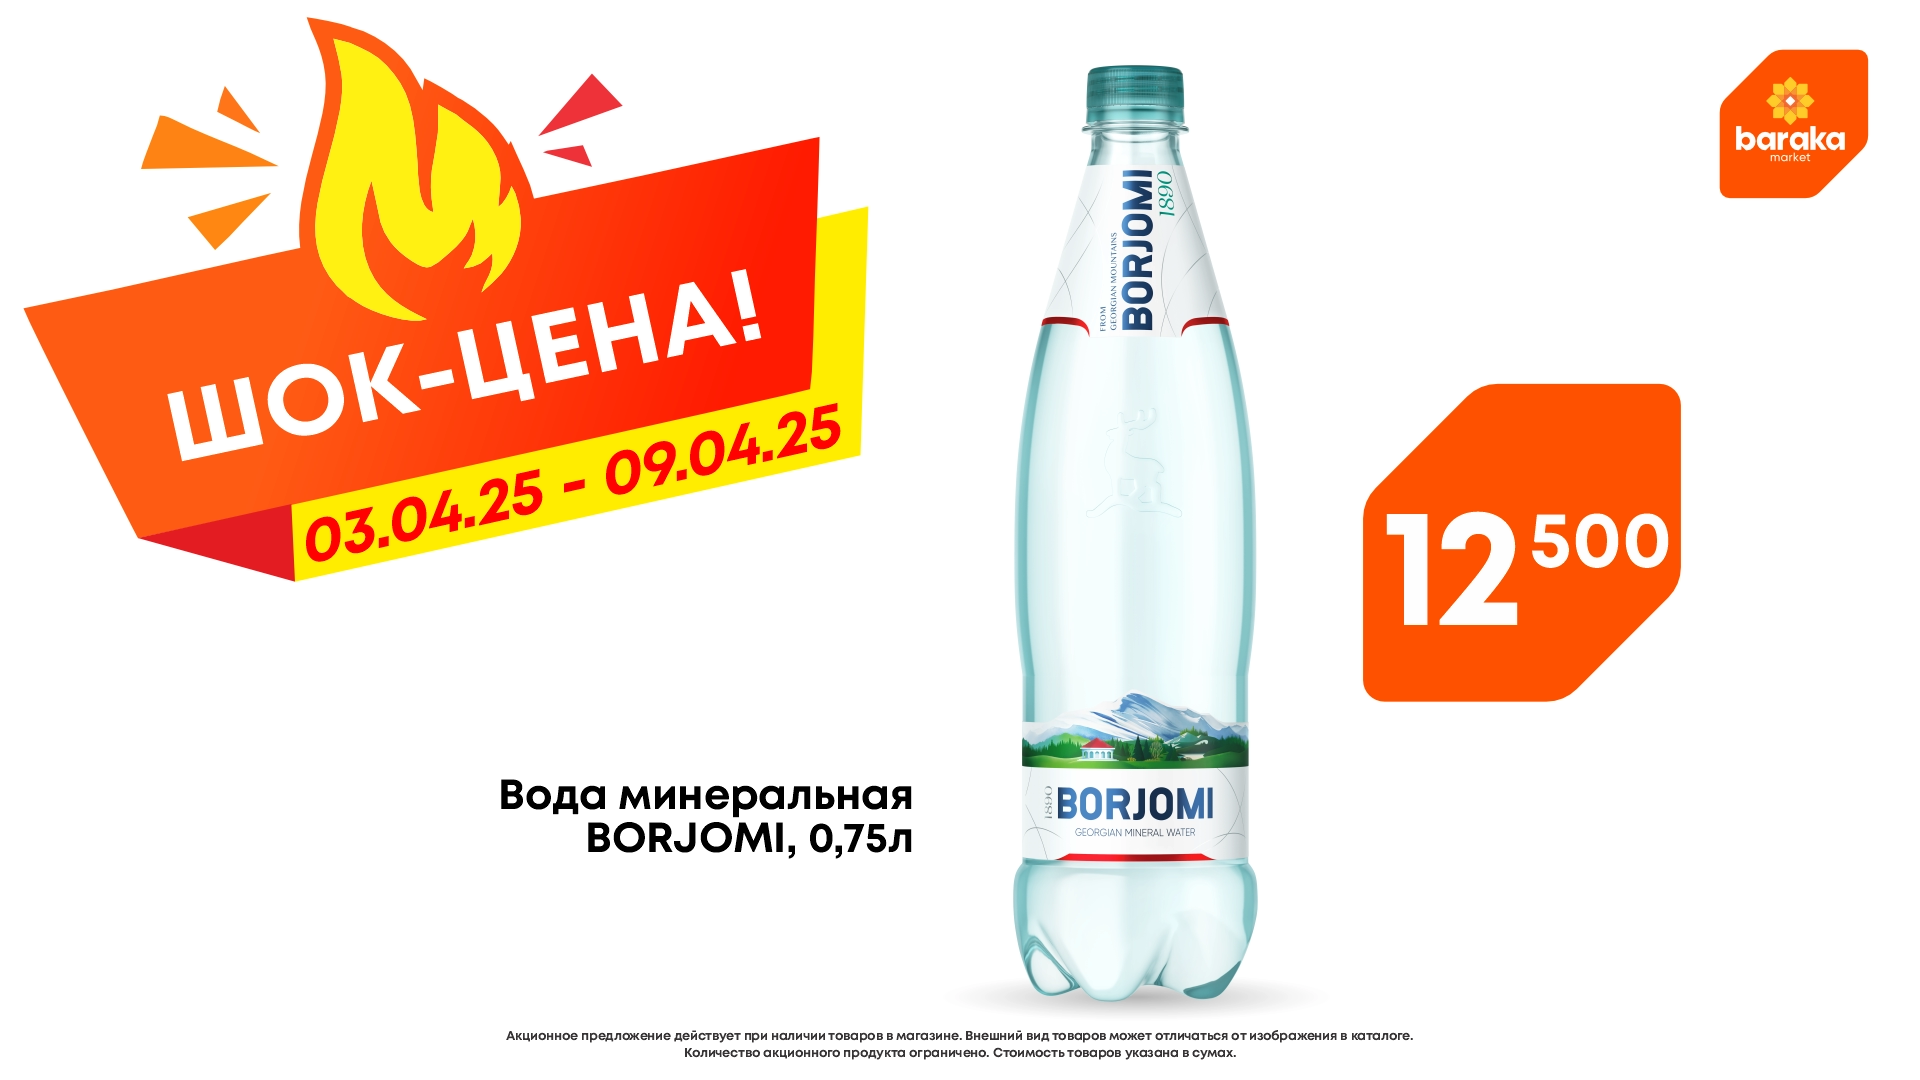 ШОК-ЦЕНА!
03.04.25 - 09.04.25
baraka
market
FROM
GEORGIAN MOUNTAINS
BORJOMI
1890
12 500
Вода минеральная
BORJOMI, 0,75л
1890
BORJOMI
GEORGIAN MINERAL WATER
Акционное предложение действует при наличии товаров в магазине. Внешний вид товаров может отличаться от изображения в каталоге.
Количество акционного продукта ограничено. Стоимость товаров указана в сумах.